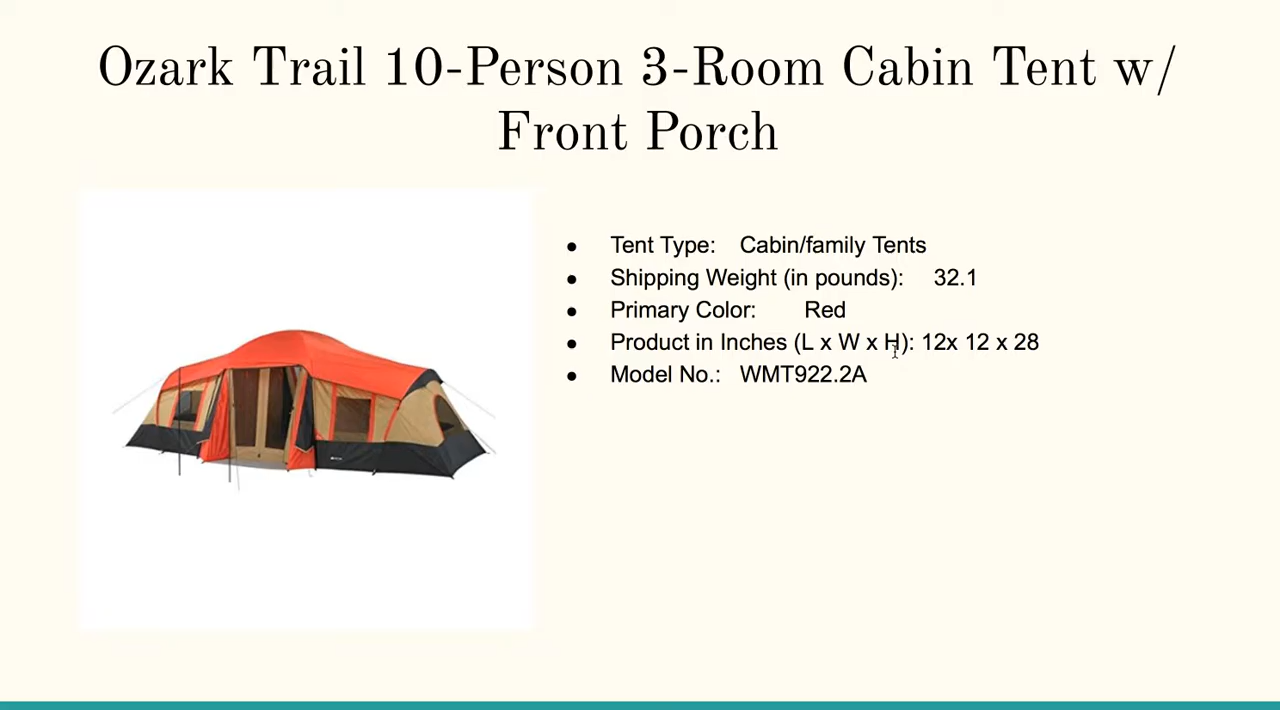 Ozark Trail 10-Person 3-Room Cabin Tent w/
Front Porch
● Tent Type: Cabin/family Tents
● Shipping Weight (in pounds): 32.1
● Primary Color: Red
● Product in Inches (L x W x H): 12x 12 x 28
● Model No.: WMT922.2A